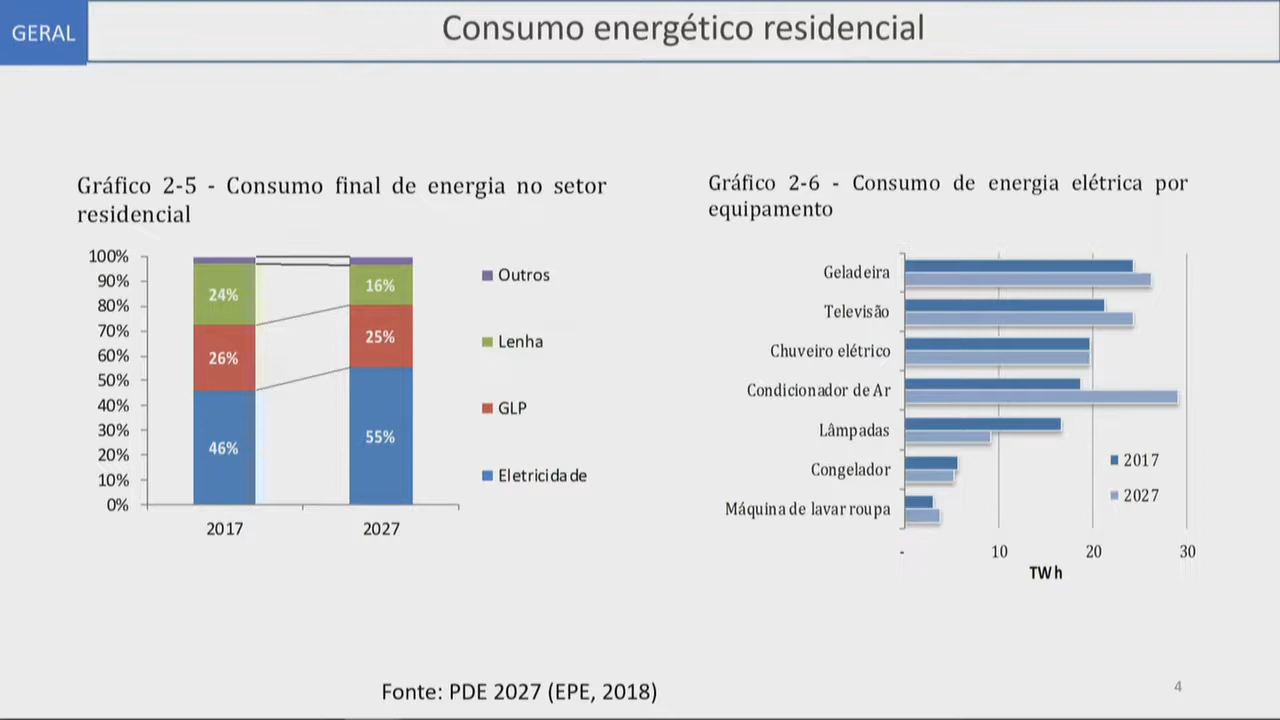 GERAL
Consumo energético residencial
Gráfico 2-5 - Consumo final de energia no setor
residencial
100%
90%
80%
70%
60%
50%
40%
30%
20%
10%
0%
24%
26%
46%
16%
25%
55%
2017
2027
Outros
Lenha
GLP
Eletricidade
Gráfico 2-6 - Consumo de energia elétrica por
equipamento
Geladeira
Televisão
Chuveiro elétrico
Condicionador de Ar
Lâmpadas
Congelador
Máquina de lavar roupa
2017
2027
- 10 20 30
TWh
Fonte: PDE 2027 (EPE, 2018)
4